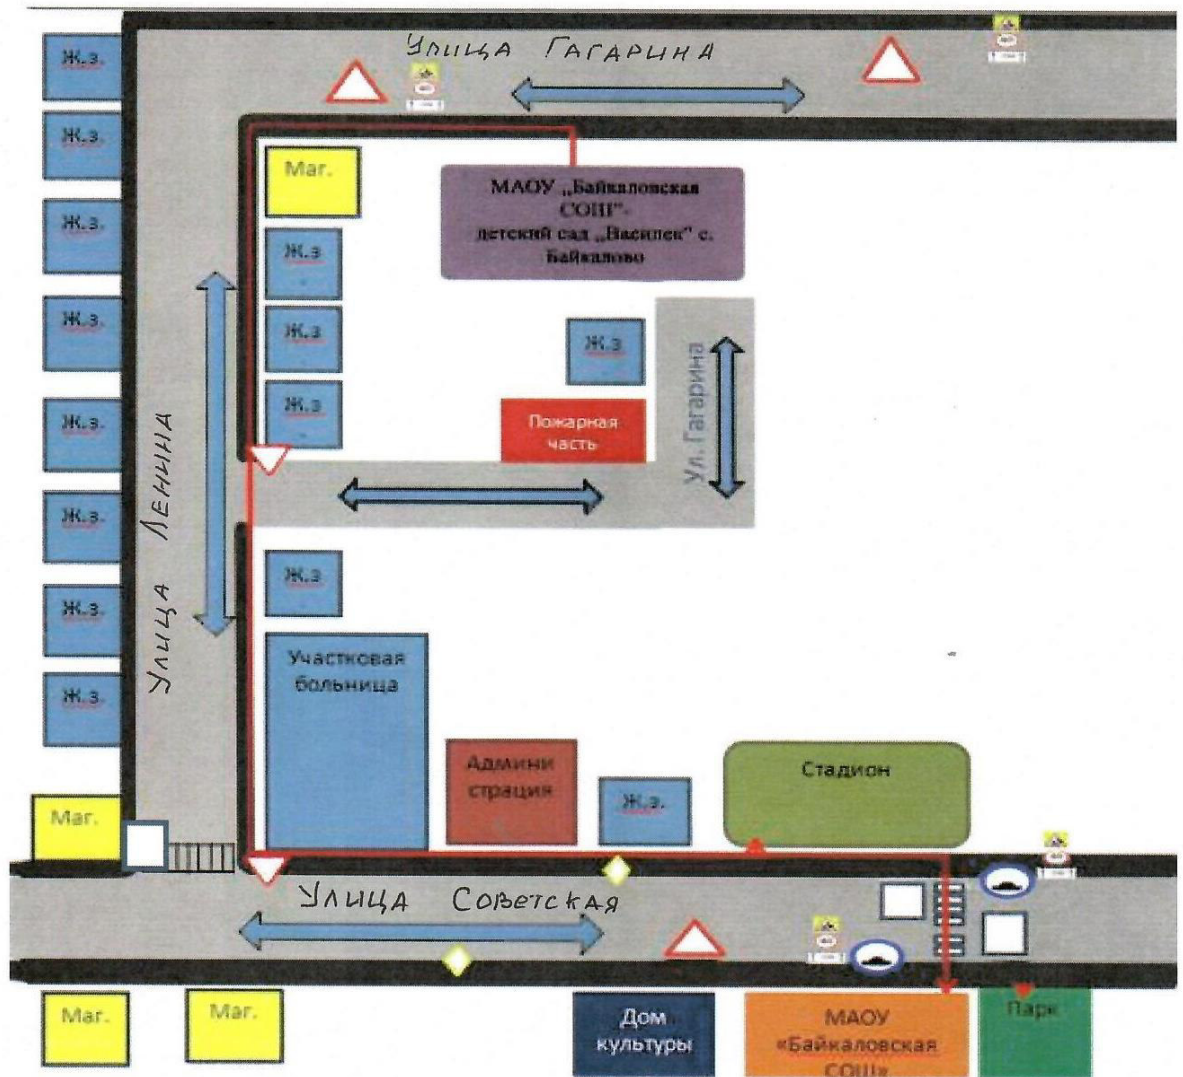 Улица Гагарина
Ж.з.
Ж.з.
Ж.з.
Ж.з.
Ж.з.
Ж.з.
Ж.з.
Ж.з.
Маг.
МАОУ „Байкаловская
СОШ"-
детский сад „Василек" с.
Байкалово
Ж.з
.
Ж.з
.
Ж.з
.
Ж.з
Пожарная
часть
Ул. Гагарина
Улица Ленина
Ж.з.
Участковая
больница
Админи
страция
Ж.з.
Стадион
Маг.
Улица Советская
Маг.
Маг.
Дом
культуры
МАОУ
«Байкаловская
СОШ»
Парк